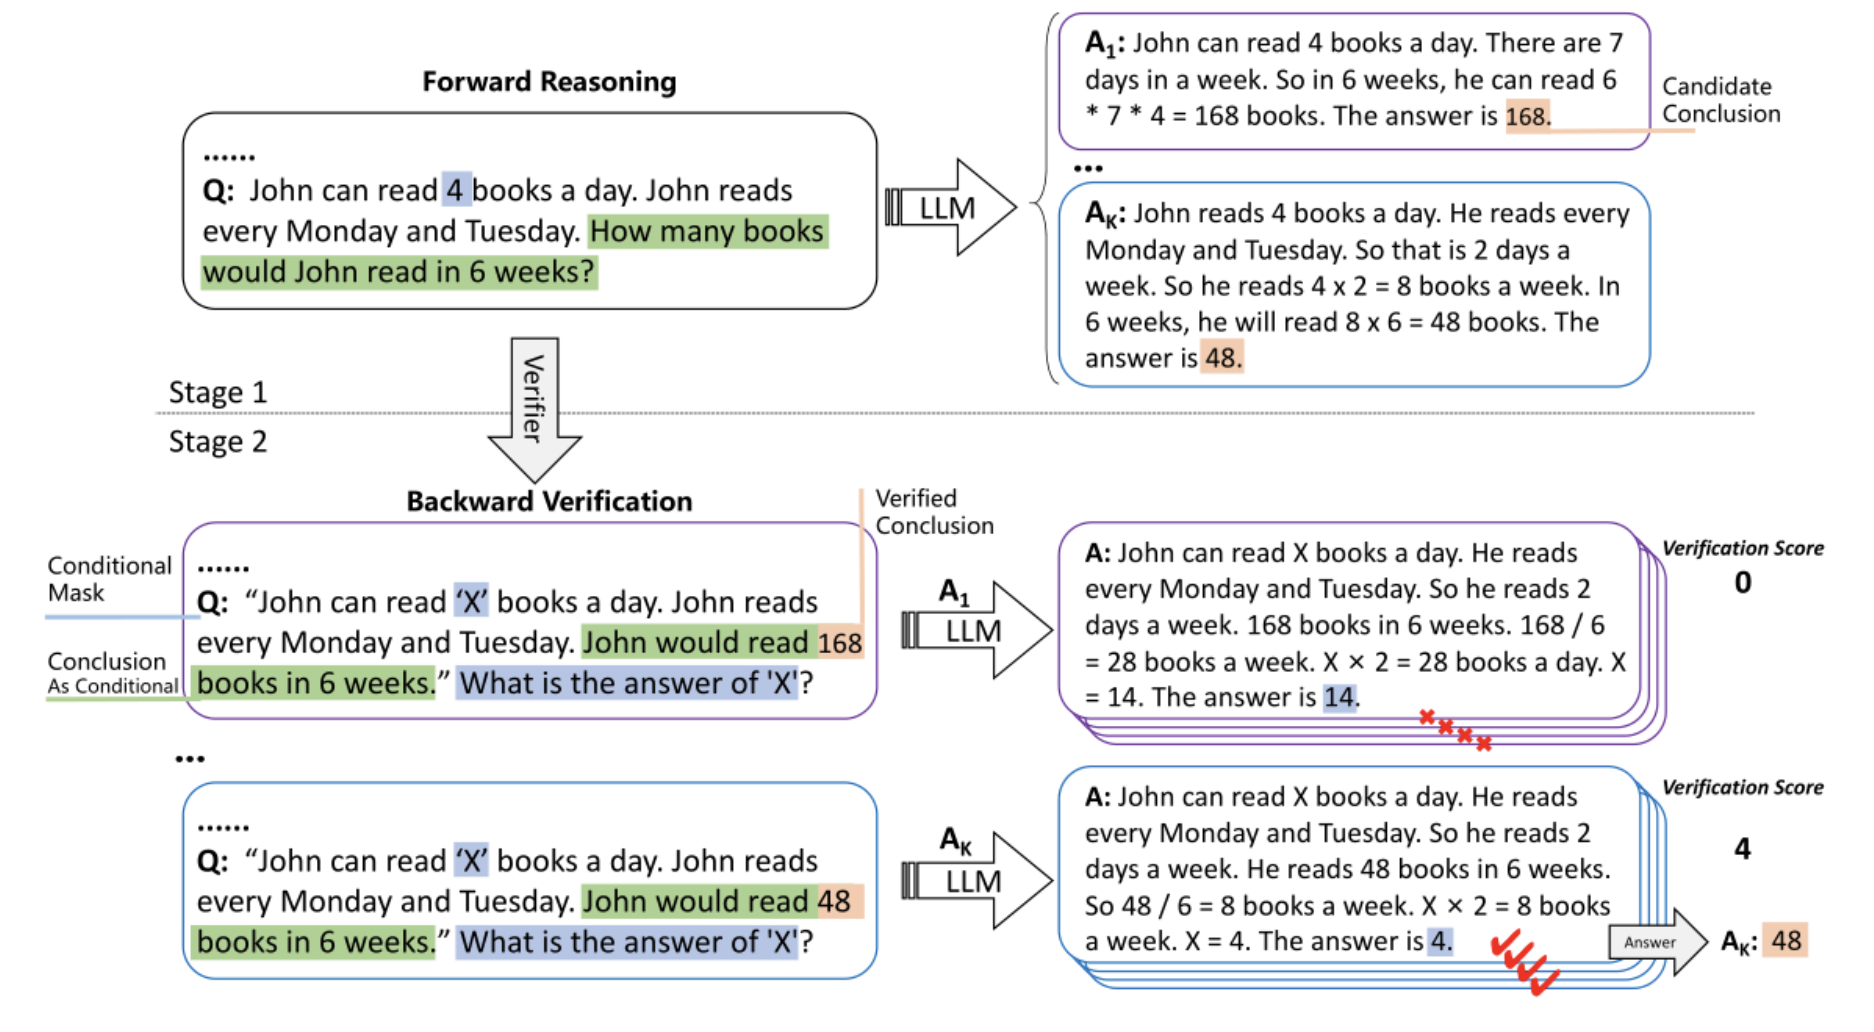 Forward Reasoning
......
Q: John can read 4 books a day. John reads
every Monday and Tuesday. How many books
would John read in 6 weeks?
LLM
A1: John can read 4 books a day. There are 7
days in a week. So in 6 weeks, he can read 6
* 7 * 4 = 168 books. The answer is 168.
Candidate
Conclusion
...
AK: John reads 4 books a day. He reads every
Monday and Tuesday. So that is 2 days a
week. So he reads 4 x 2 = 8 books a week. In
6 weeks, he will read 8 x 6 = 48 books. The
answer is 48.
Stage 1
Verifier
Stage 2
Backward Verification
Verified
Conclusion
Conditional
Mask
Conclusion
As Conditional
......
Q: “John can read ‘X’ books a day. John reads
every Monday and Tuesday. John would read 168
books in 6 weeks.” What is the answer of 'X'?
A1
LLM
A: John can read X books a day. He reads
every Monday and Tuesday. So he reads 2
days a week. 168 books in 6 weeks. 168 / 6
= 28 books a week. X × 2 = 28 books a day. X
= 14. The answer is 14.
Verification Score
0
...
......
Q: “John can read ‘X’ books a day. John reads
every Monday and Tuesday. John would read 48
books in 6 weeks.” What is the answer of 'X'?
AK
LLM
A: John can read X books a day. He reads
every Monday and Tuesday. So he reads 2
days a week. He reads 48 books in 6 weeks.
So 48 / 6 = 8 books a week. X × 2 = 8 books
a week. X = 4. The answer is 4.
Verification Score
4
Answer
AK: 48